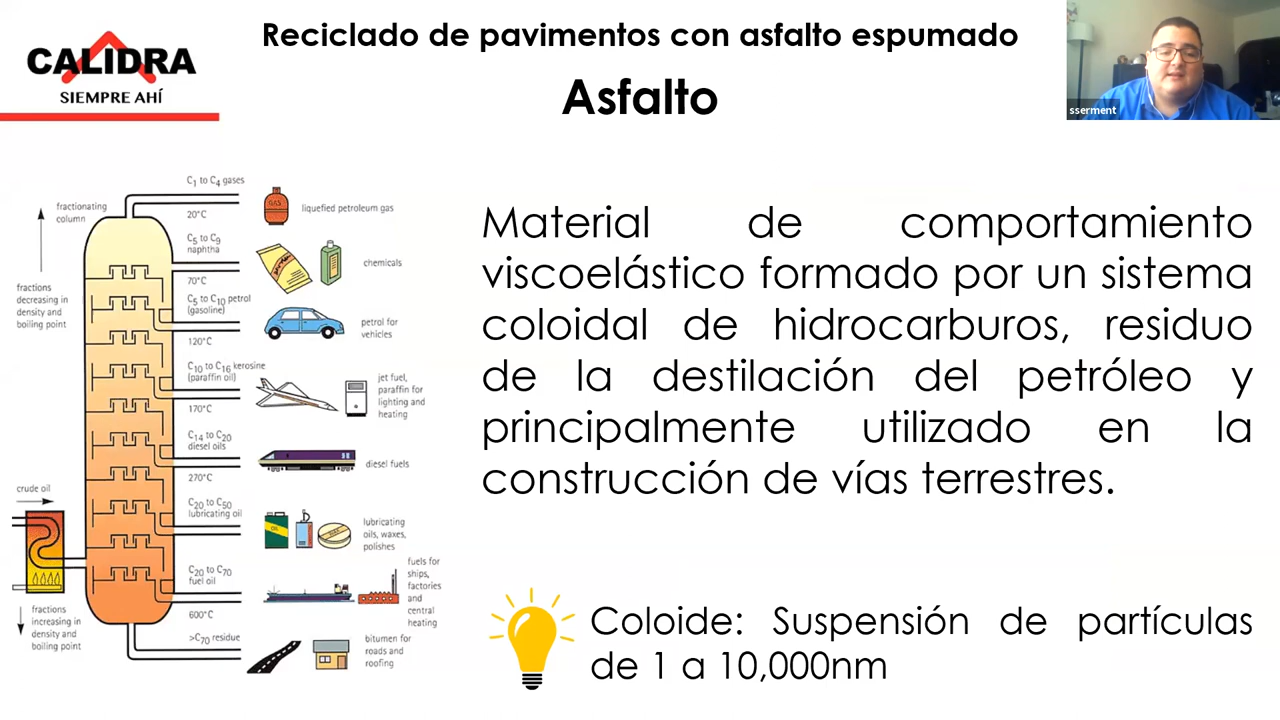 Reciclado de pavimentos con asfalto espumado
CALIDRA
SIEMPRE AHÍ
Asfalto
sserment
C1 to C4 gases
fractionating
column
20°C
GAS
liquefied petroleum gas
C5 to C9
naphtha
chemicals
70°C
fractions
decreasing in
density and
boiling point
C5 to C10 petrol
(gasoline)
petrol for
vehicles
120°C
C10 to C16 kerosine
(paraffin oil)
jet fuel,
paraffin for
lighting and
heating
170°C
C14 to C20
diesel oils
diesel fuels
270°C
crude oil
C20 to C50
lubricating oil
OIL
lubricating
oils, waxes,
polishes
C20 to C70
fuel oil
fuels for
ships,
factories
and
central
heating
600°C
fractions
increasing in
density and
boiling point
>C70 residue
bitumen for
roads and
roofing
Material de comportamiento
viscoelástico formado por un sistema
coloidal de hidrocarburos, residuo
de la destilación del petróleo y
principalmente utilizado en la
construcción de vías terrestres.
Coloide: Suspensión de partículas
de 1 a 10,000nm